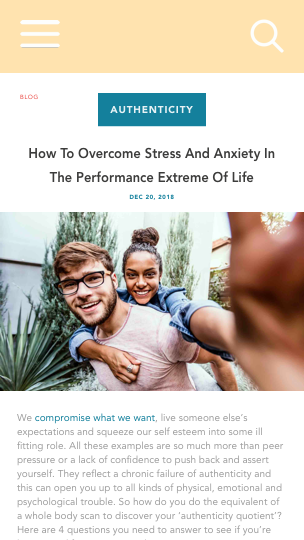 BLOG
AUTHENTICITY
How To Overcome Stress And Anxiety In
The Performance Extreme Of Life
DEC 20, 2018
We compromise what we want, live someone else's
expectations and squeeze our self esteem into some ill
fitting role. All these examples are so much more than peer
pressure or a lack of confidence to push back and assert
yourself. They reflect a chronic failure of authenticity and
this can open you up to all kinds of physical, emotional and
psychological trouble. So how do you do the equivalent of
a whole body scan to discover your 'authenticity quotient'?
Here are 4 questions you need to answer to see if you're